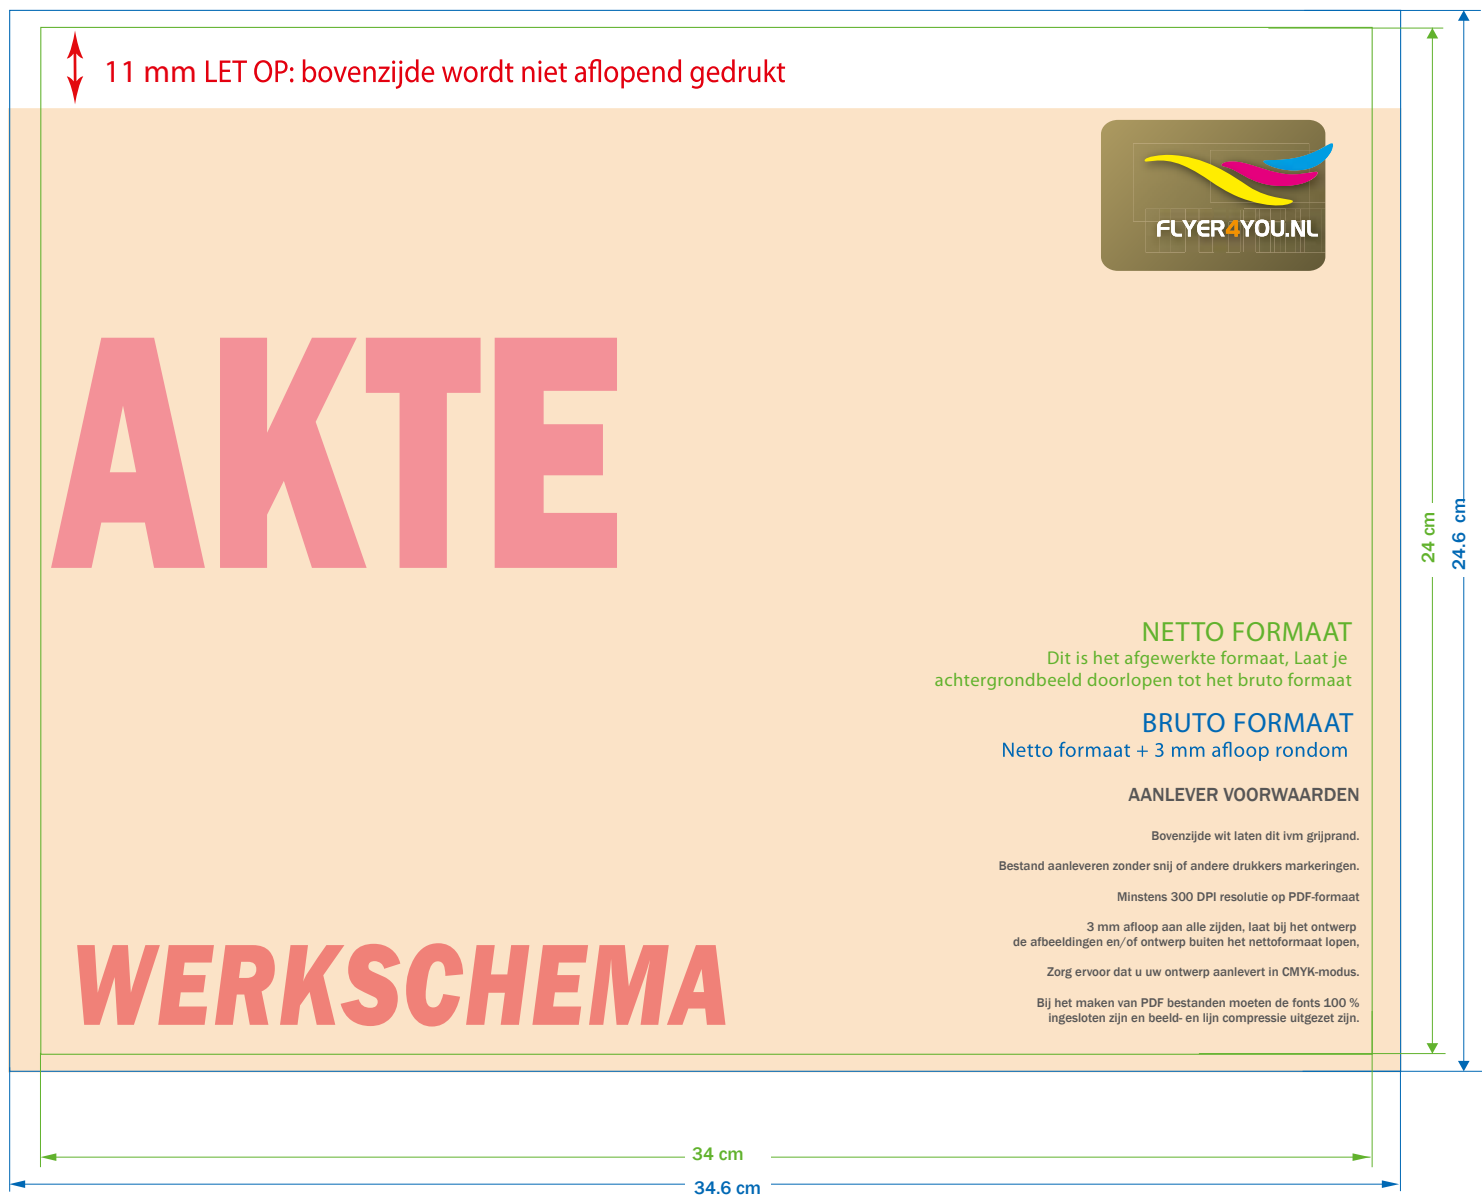 11 mm LET OP: bovenzijde wordt niet aflopend gedrukt
FLYER4YOU.NL
AKTE
24 cm
24.6 cm
NETTO FORMAAT
Dit is het afgewerkte formaat, Laat je
achtergrondbeeld doorlopen tot het bruto formaat
BRUTO FORMAAT
Netto formaat + 3 mm afloop rondom
AANLEVER VOORWAARDEN
Bovenzijde wit laten dit ivm grijprand.
Bestand aanleveren zonder snij of andere drukkers markeringen.
Minstens 300 DPI resolutie op PDF-formaat
3 mm afloop aan alle zijden, laat bij het ontwerp
de afbeeldingen en/of ontwerp buiten het nettoformaat lopen,
Zorg ervoor dat u uw ontwerp aanlevert in CMYK-modus.
Bij het maken van PDF bestanden moeten de fonts 100 %
ingesloten zijn en beeld- en lijn compressie uitgezet zijn.
WERKSCHEMA
34 cm
34.6 cm